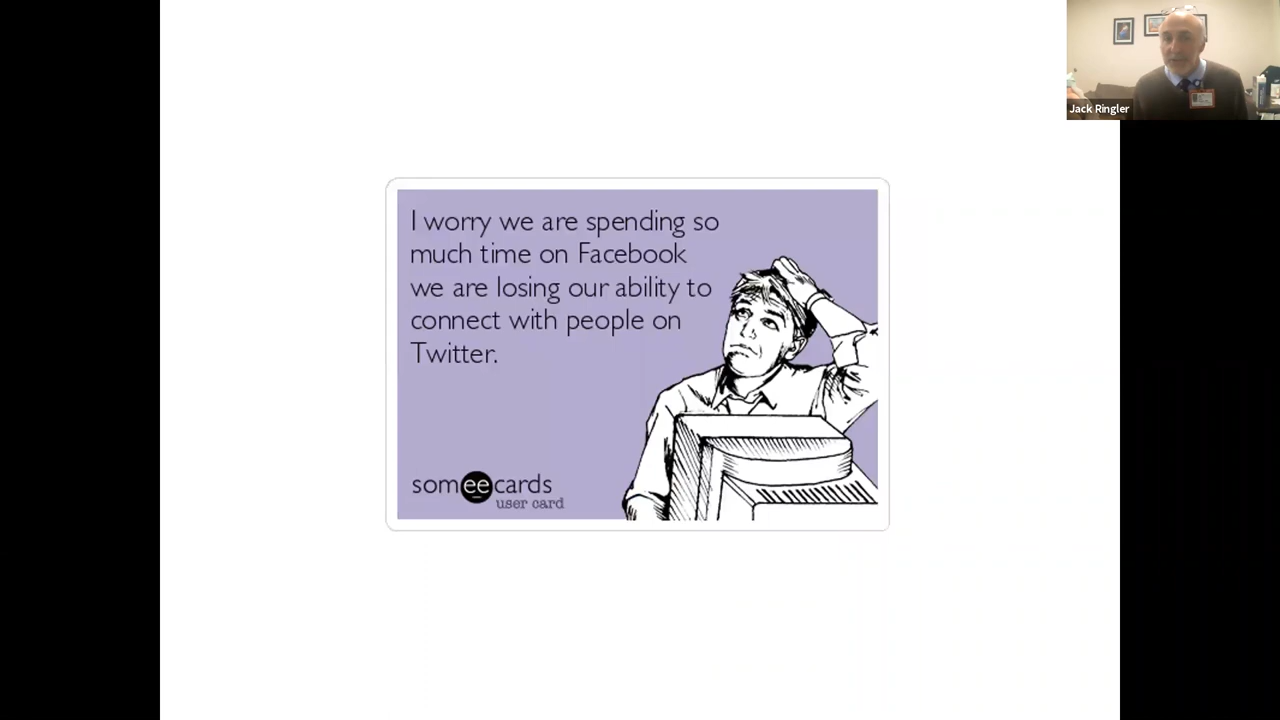 Jack Ringler
I worry we are spending so
much time on Facebook
we are losing our ability to
connect with people on
Twitter.
someecards
user card